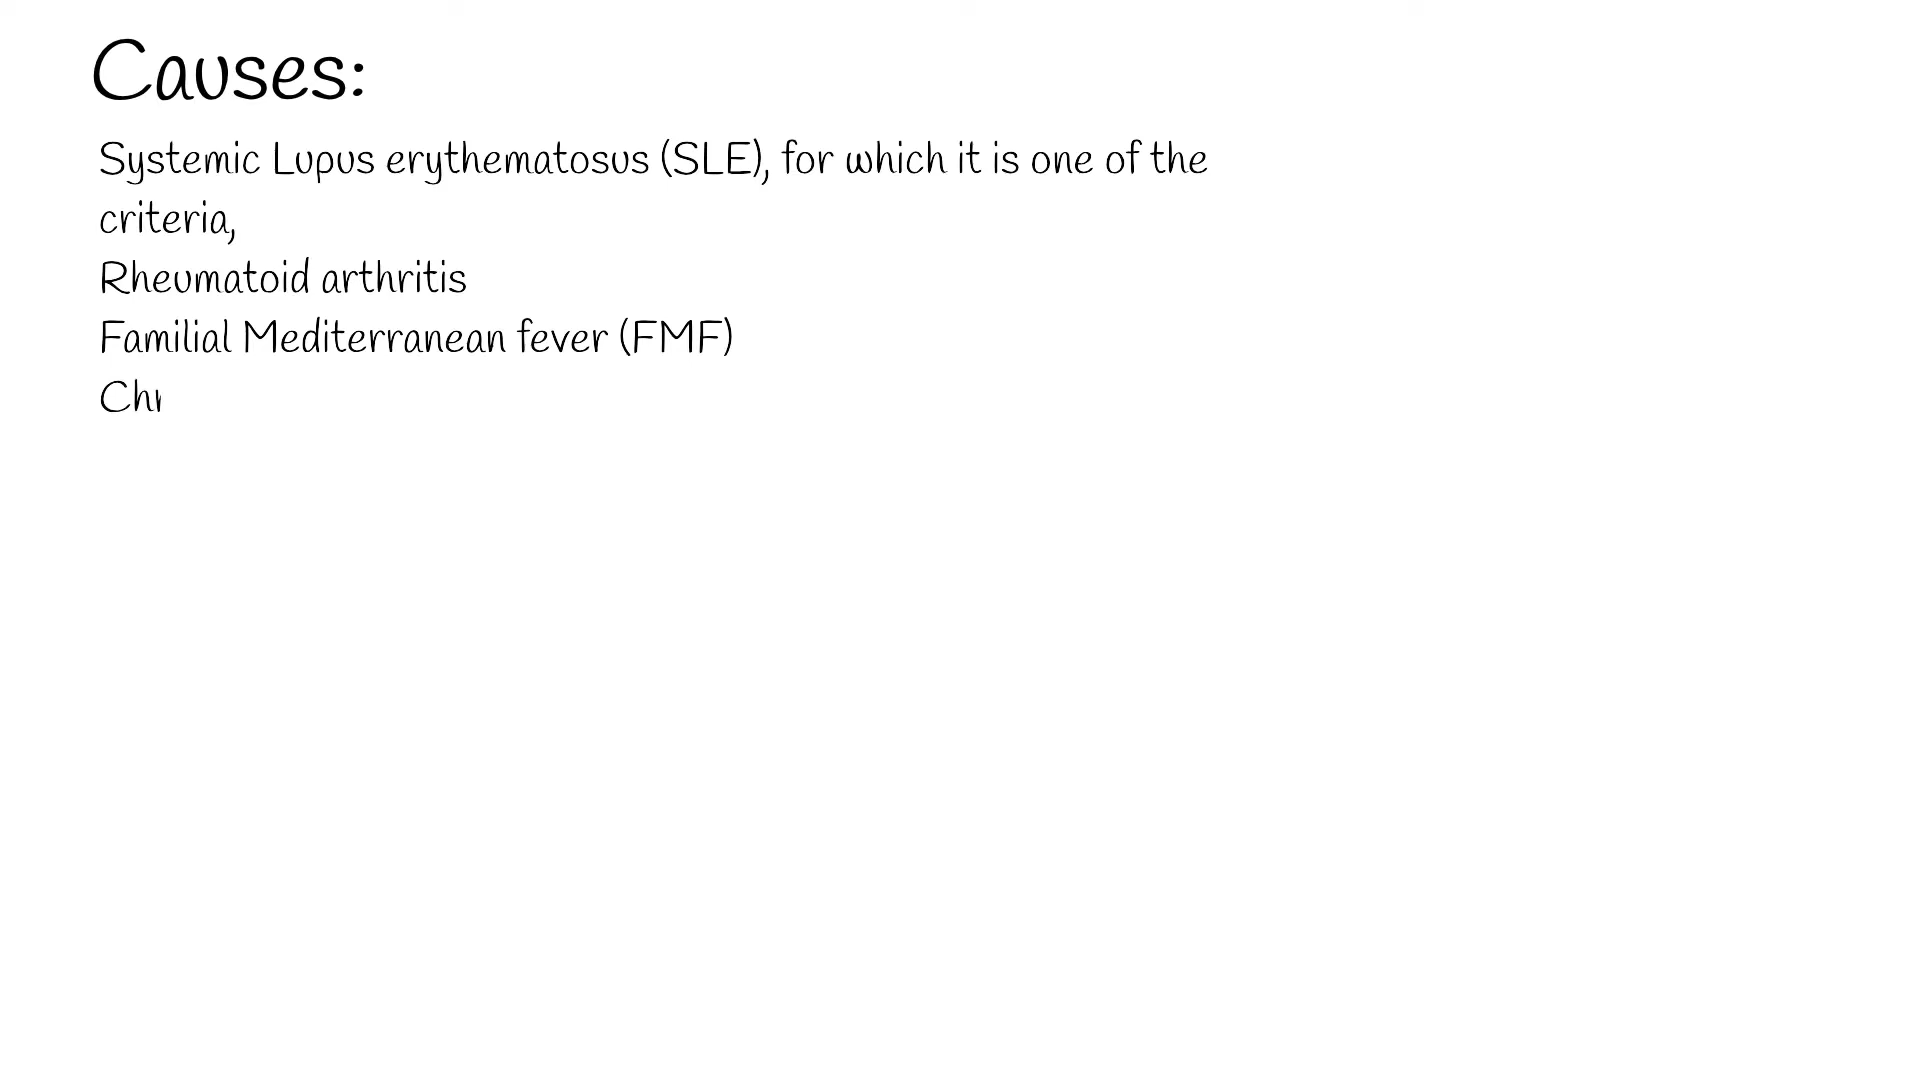 Causes:
Systemic Lupus erythematosus (SLE), for which it is one of the
criteria,
Rheumatoid arthritis
Familial Mediterranean fever (FMF)